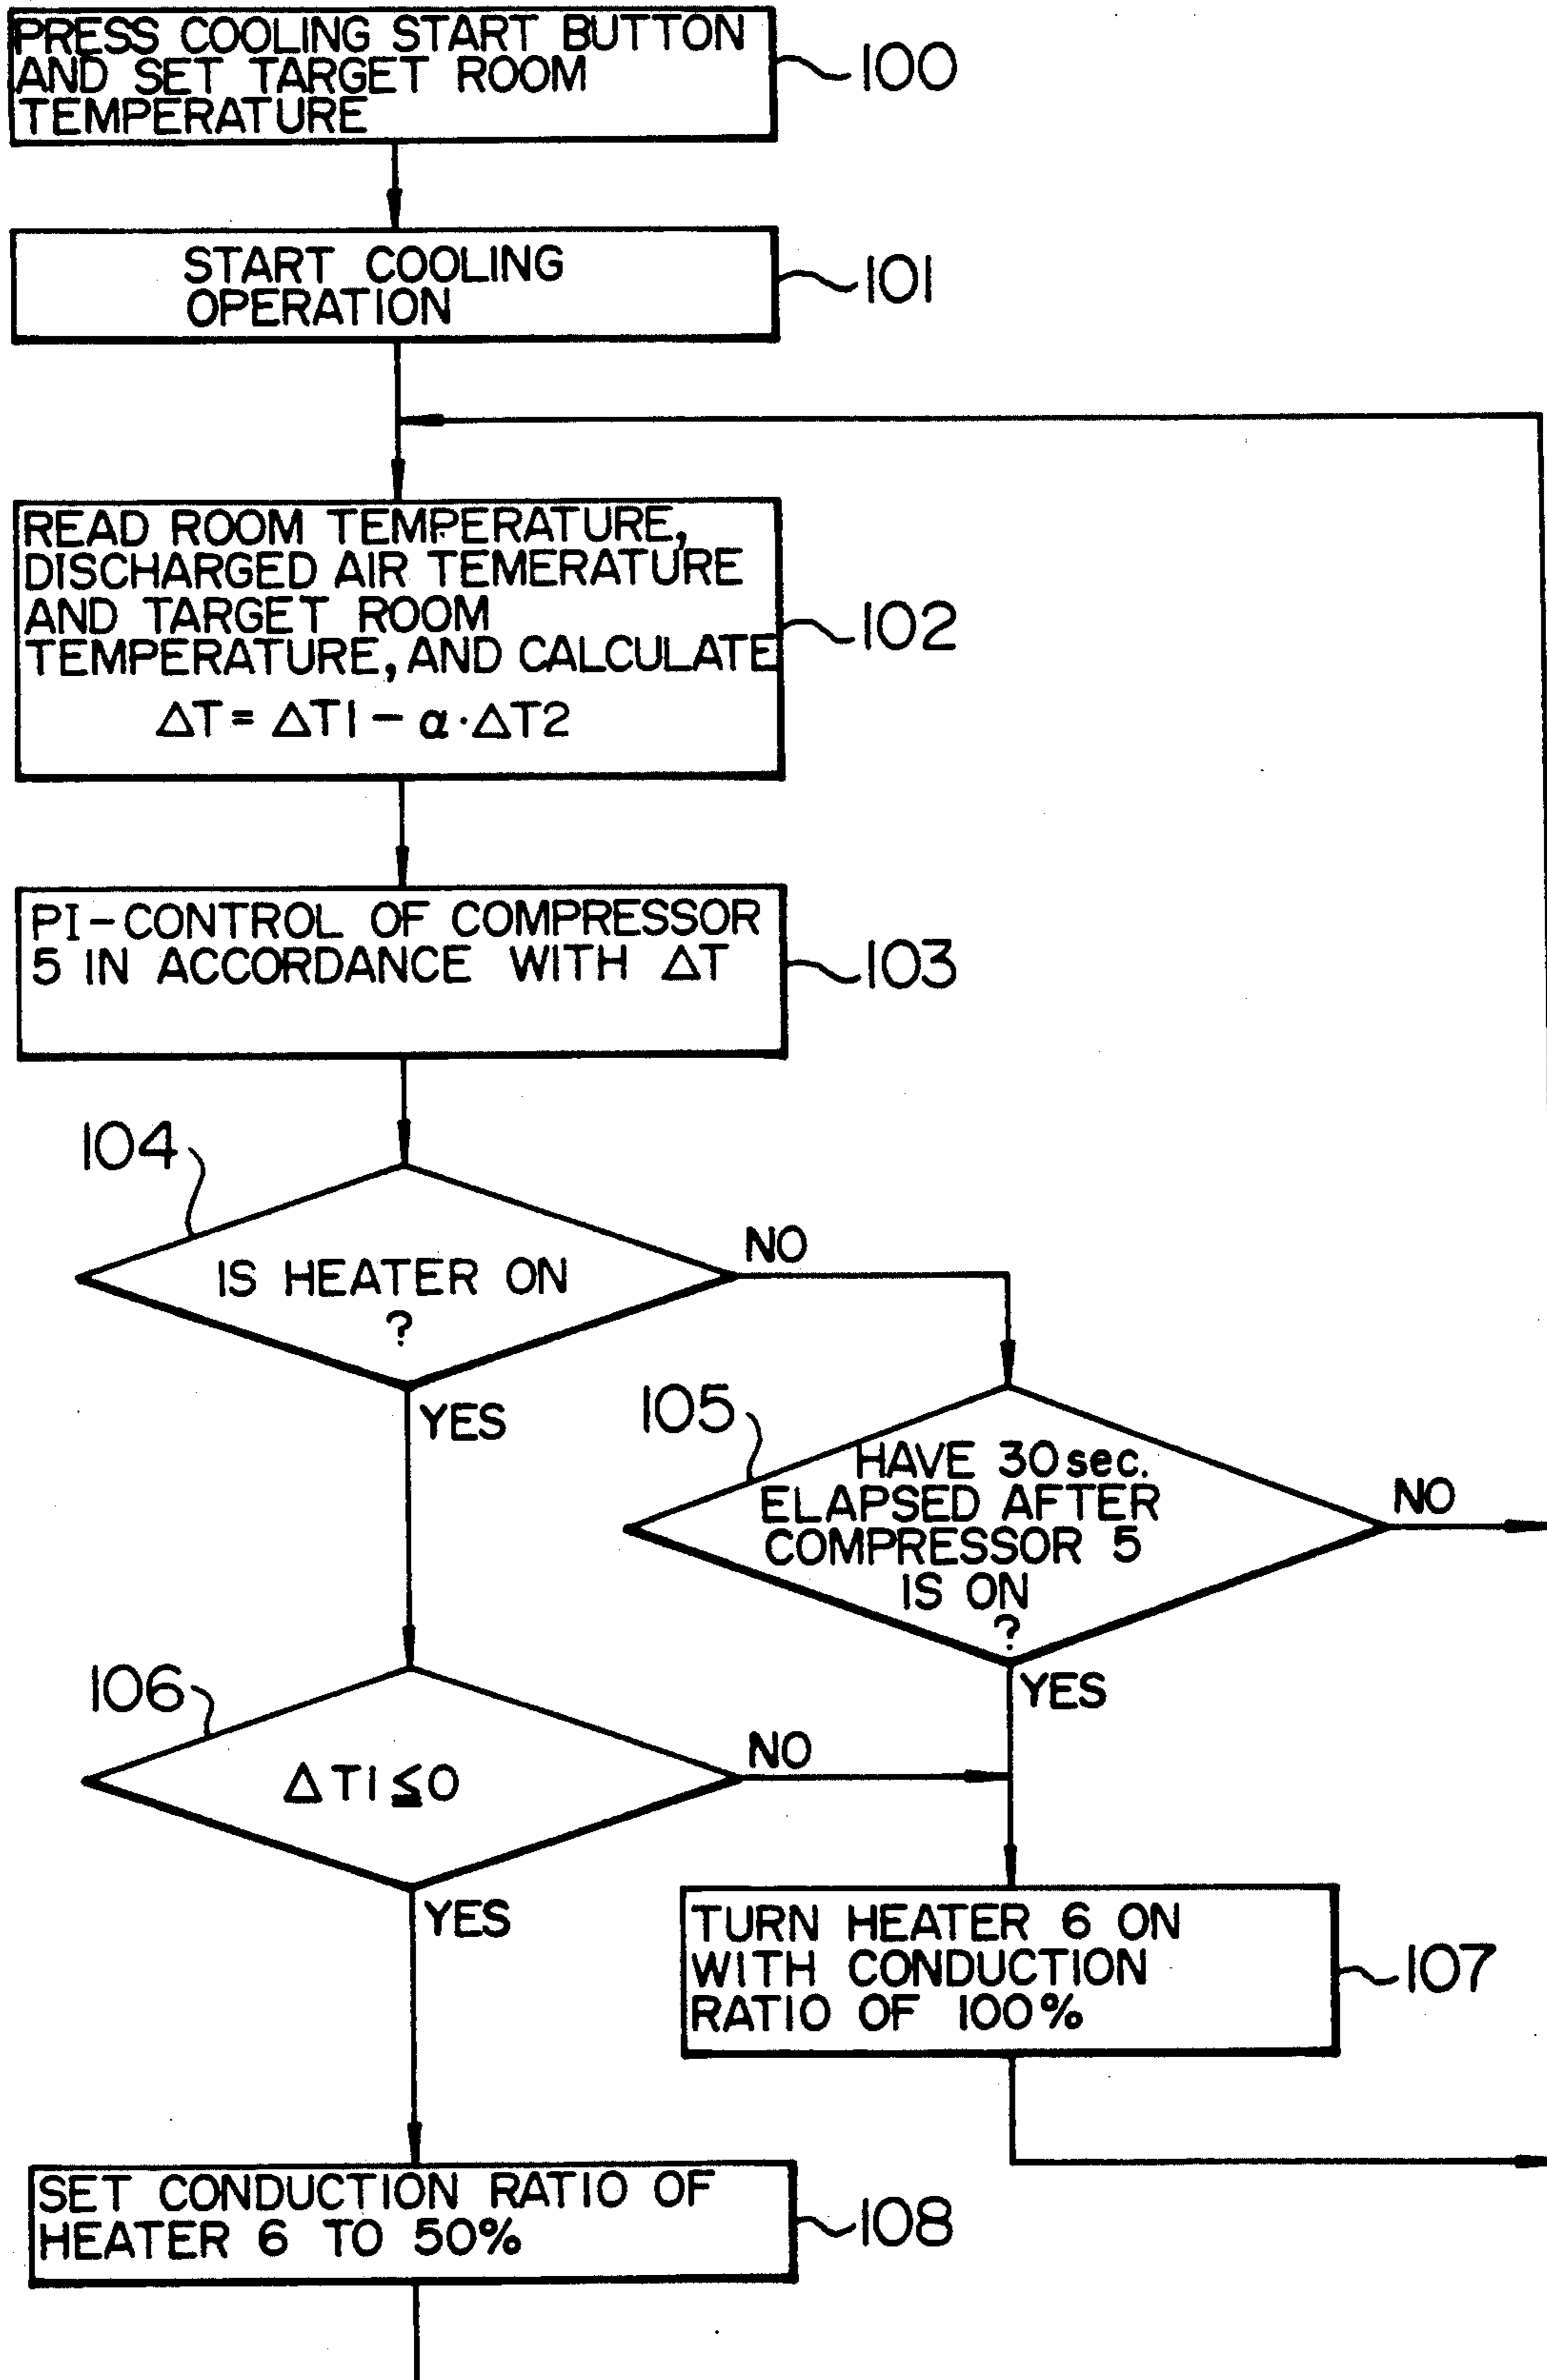 PRESS COOLING START BUTTON
AND SET TARGET ROOM
TEMPERATURE
100
START COOLING
OPERATION
101
READ ROOM TEMPERATURE,
DISCHARGED AIR TEMERATURE
AND TARGET ROOM
TEMPERATURE, AND CALCULATE
ΔT = ΔT1 − α·ΔT2
102
PI-CONTROL OF COMPRESSOR
5 IN ACCORDANCE WITH ΔT
103
104
IS HEATER ON
?
NO
YES
105
HAVE 30 sec.
ELAPSED AFTER
COMPRESSOR 5
IS ON
?
NO
YES
106
ΔT1 ≦ 0
NO
YES
TURN HEATER 6 ON
WITH CONDUCTION
RATIO OF 100%
107
SET CONDUCTION RATIO OF
HEATER 6 TO 50%
108